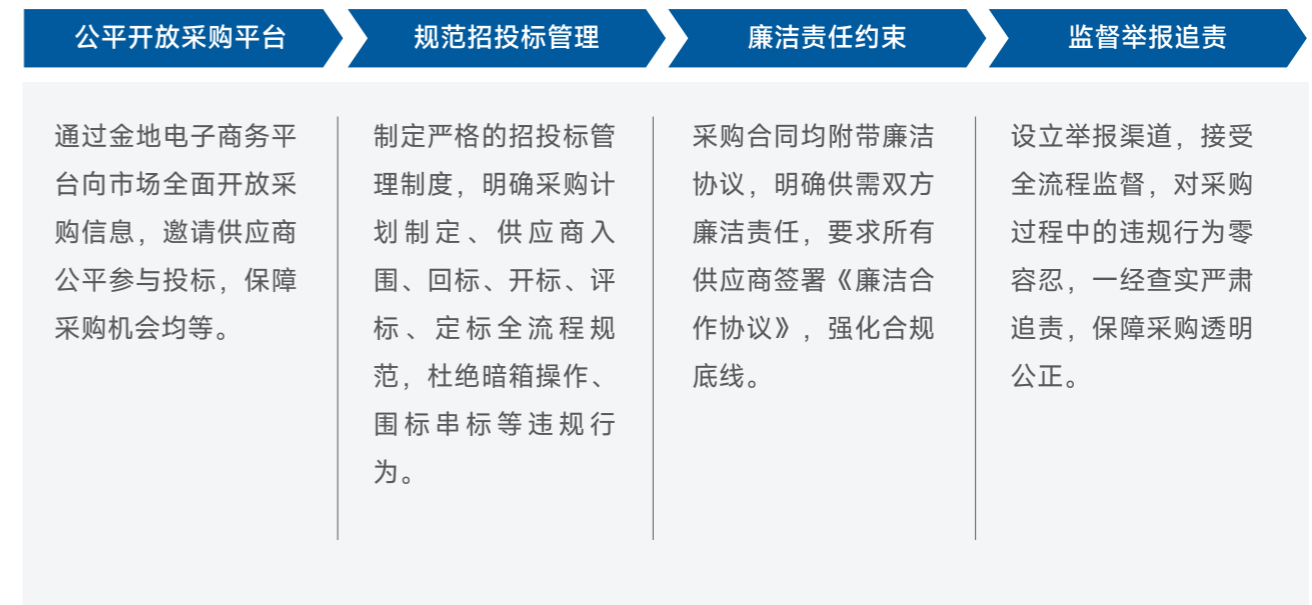 公平开放采购平台
规范招投标管理
廉洁责任约束
监督举报追责
通过金地电子商务平
台向市场全面开放采
购信息，邀请供应商
公平参与投标，保障
采购机会均等。
制定严格的招投标管
理制度，明确采购计
划制定、供应商入
围、回标、开标、评
标、定标全流程规
范，杜绝暗箱操作、
围标串标等违规行
为。
采购合同均附带廉洁
协议，明确供需双方
廉洁责任，要求所有
供应商签署《廉洁合
作协议》，强化合规
底线。
设立举报渠道，接受
全流程监督，对采购
过程中的违规行为零
容忍，一经查实严肃
追责，保障采购透明
公正。